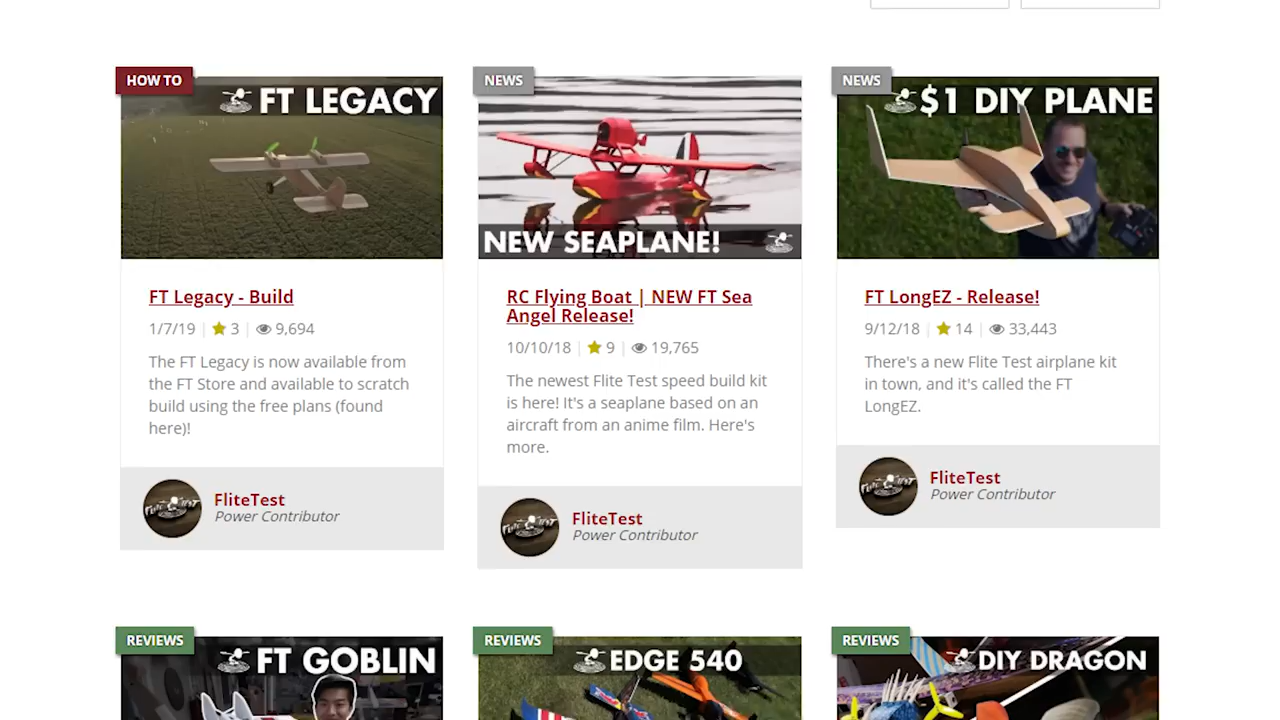 HOW TO
FT LEGACY
FT Legacy - Build
1/7/19 | 3 | 9,694
The FT Legacy is now available from
the FT Store and available to scratch
build using the free plans (found
here)!
FliteTest
Power Contributor
NEWS
NEW SEAPLANE!
RC Flying Boat | NEW FT Sea
Angel Release!
10/10/18 | 9 | 19,765
The newest Flite Test speed build kit
is here! It's a seaplane based on an
aircraft from an anime film. Here's
more.
FliteTest
Power Contributor
NEWS
$1 DIY PLANE
FT LongEZ - Release!
9/12/18 | 14 | 33,443
There's a new Flite Test airplane kit
in town, and it's called the FT
LongEZ.
FliteTest
Power Contributor
REVIEWS
FT GOBLIN
REVIEWS
EDGE 540
REVIEWS
DIY DRAGON